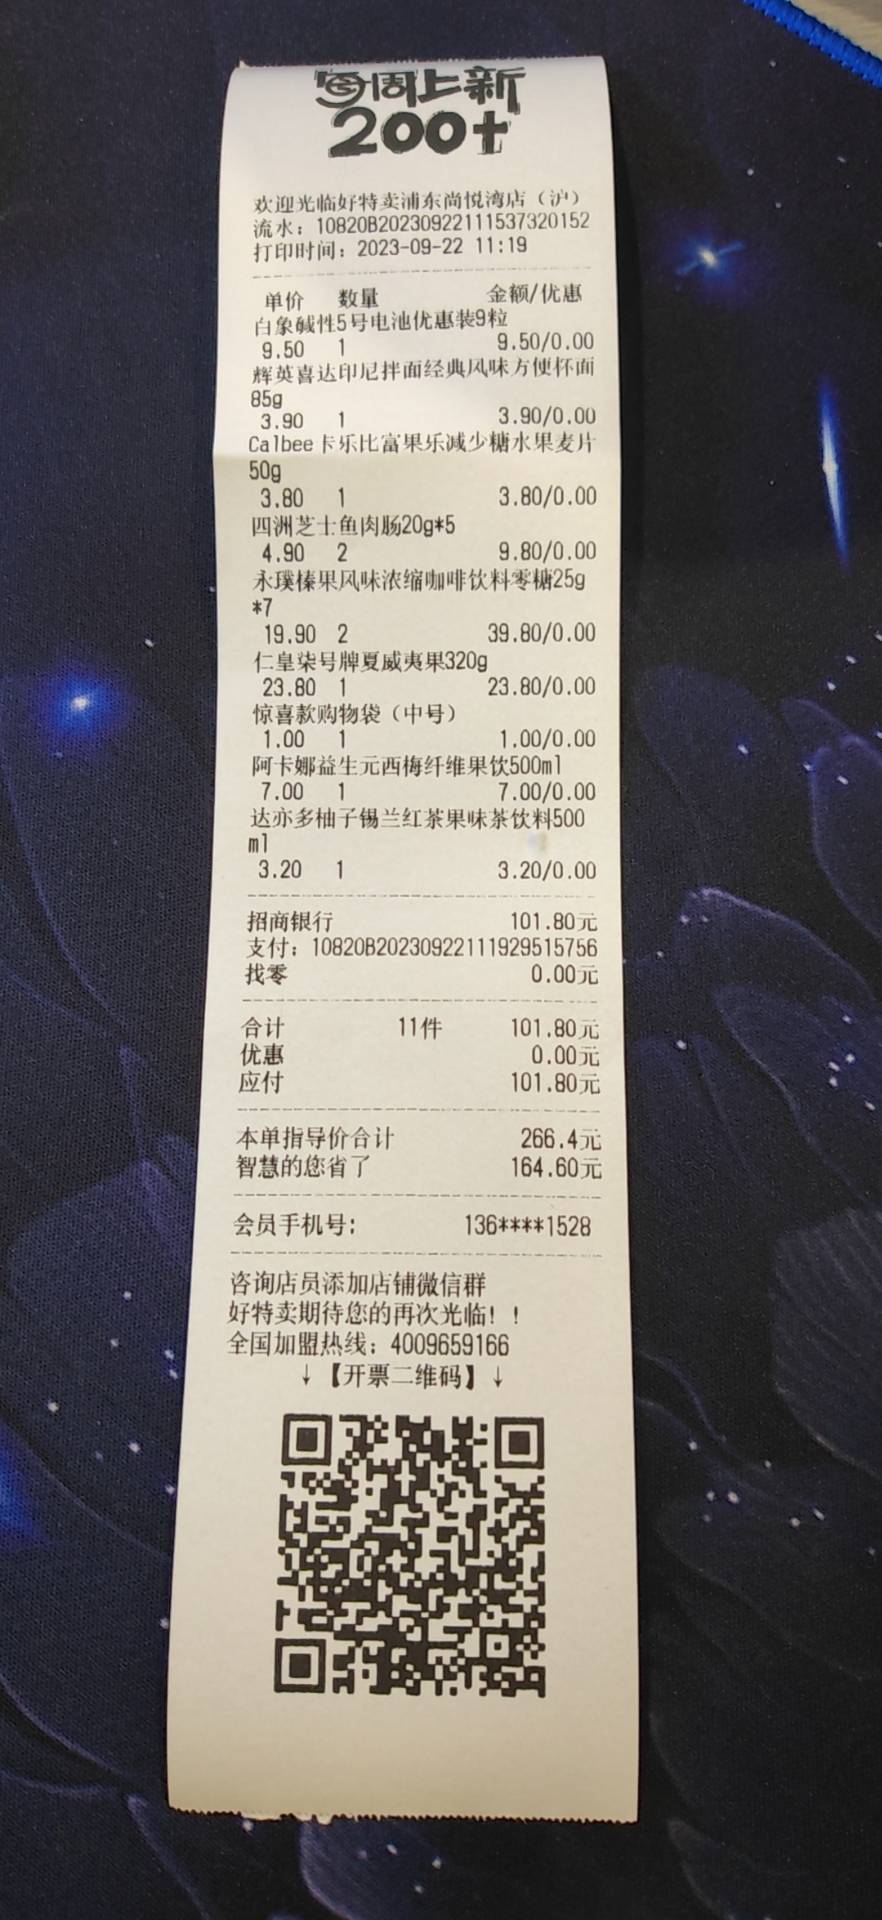 每周上新
200+
欢迎光临好特卖浦东尚悦湾店（沪）
流水：10820B20230922111537320152
打印时间：2023-09-22 11:19
单价 数量 金额/优惠
白象碱性5号电池优惠装9粒
9.50 1 9.50/0.00
辉英喜达印尼拌面经典风味方便杯面
85g
3.90 1 3.90/0.00
Calbee卡乐比富果乐减少糖水果麦片
50g
3.80 1 3.80/0.00
四洲芝士鱼肉肠20g*5
4.90 2 9.80/0.00
永璞榛果风味浓缩咖啡饮料零糖25g
*7
19.90 2 39.80/0.00
仁皇柒号牌夏威夷果320g
23.80 1 23.80/0.00
惊喜款购物袋（中号）
1.00 1 1.00/0.00
阿卡娜益生元西梅纤维果饮500ml
7.00 1 7.00/0.00
达亦多柚子锡兰红茶果味茶饮料500
ml
3.20 1 3.20/0.00
招商银行 101.80元
支付：10820B20230922111929515756
找零 0.00元
合计 11件 101.80元
优惠 0.00元
应付 101.80元
本单指导价合计 266.4元
智慧的您省了 164.60元
会员手机号: 136****1528
咨询店员添加店铺微信群
好特卖期待您的再次光临！！
全国加盟热线：4009659166
↓【开票二维码】↓